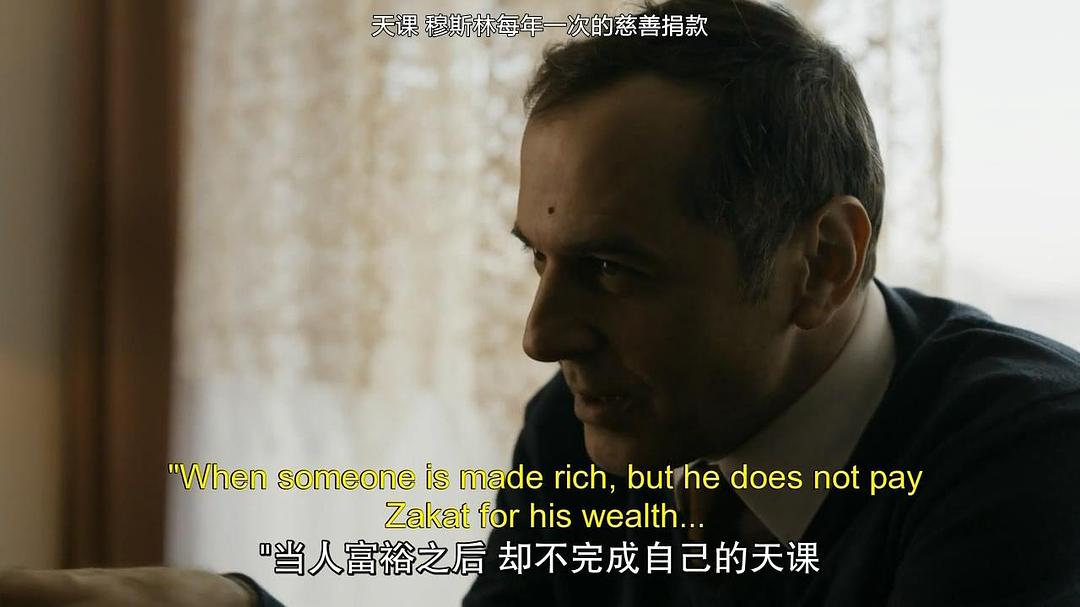 天课 穆斯林每年一次的慈善捐款
"When someone is made rich, but he does not pay
Zakat for his wealth...
"当人富裕之后 却不完成自己的天课